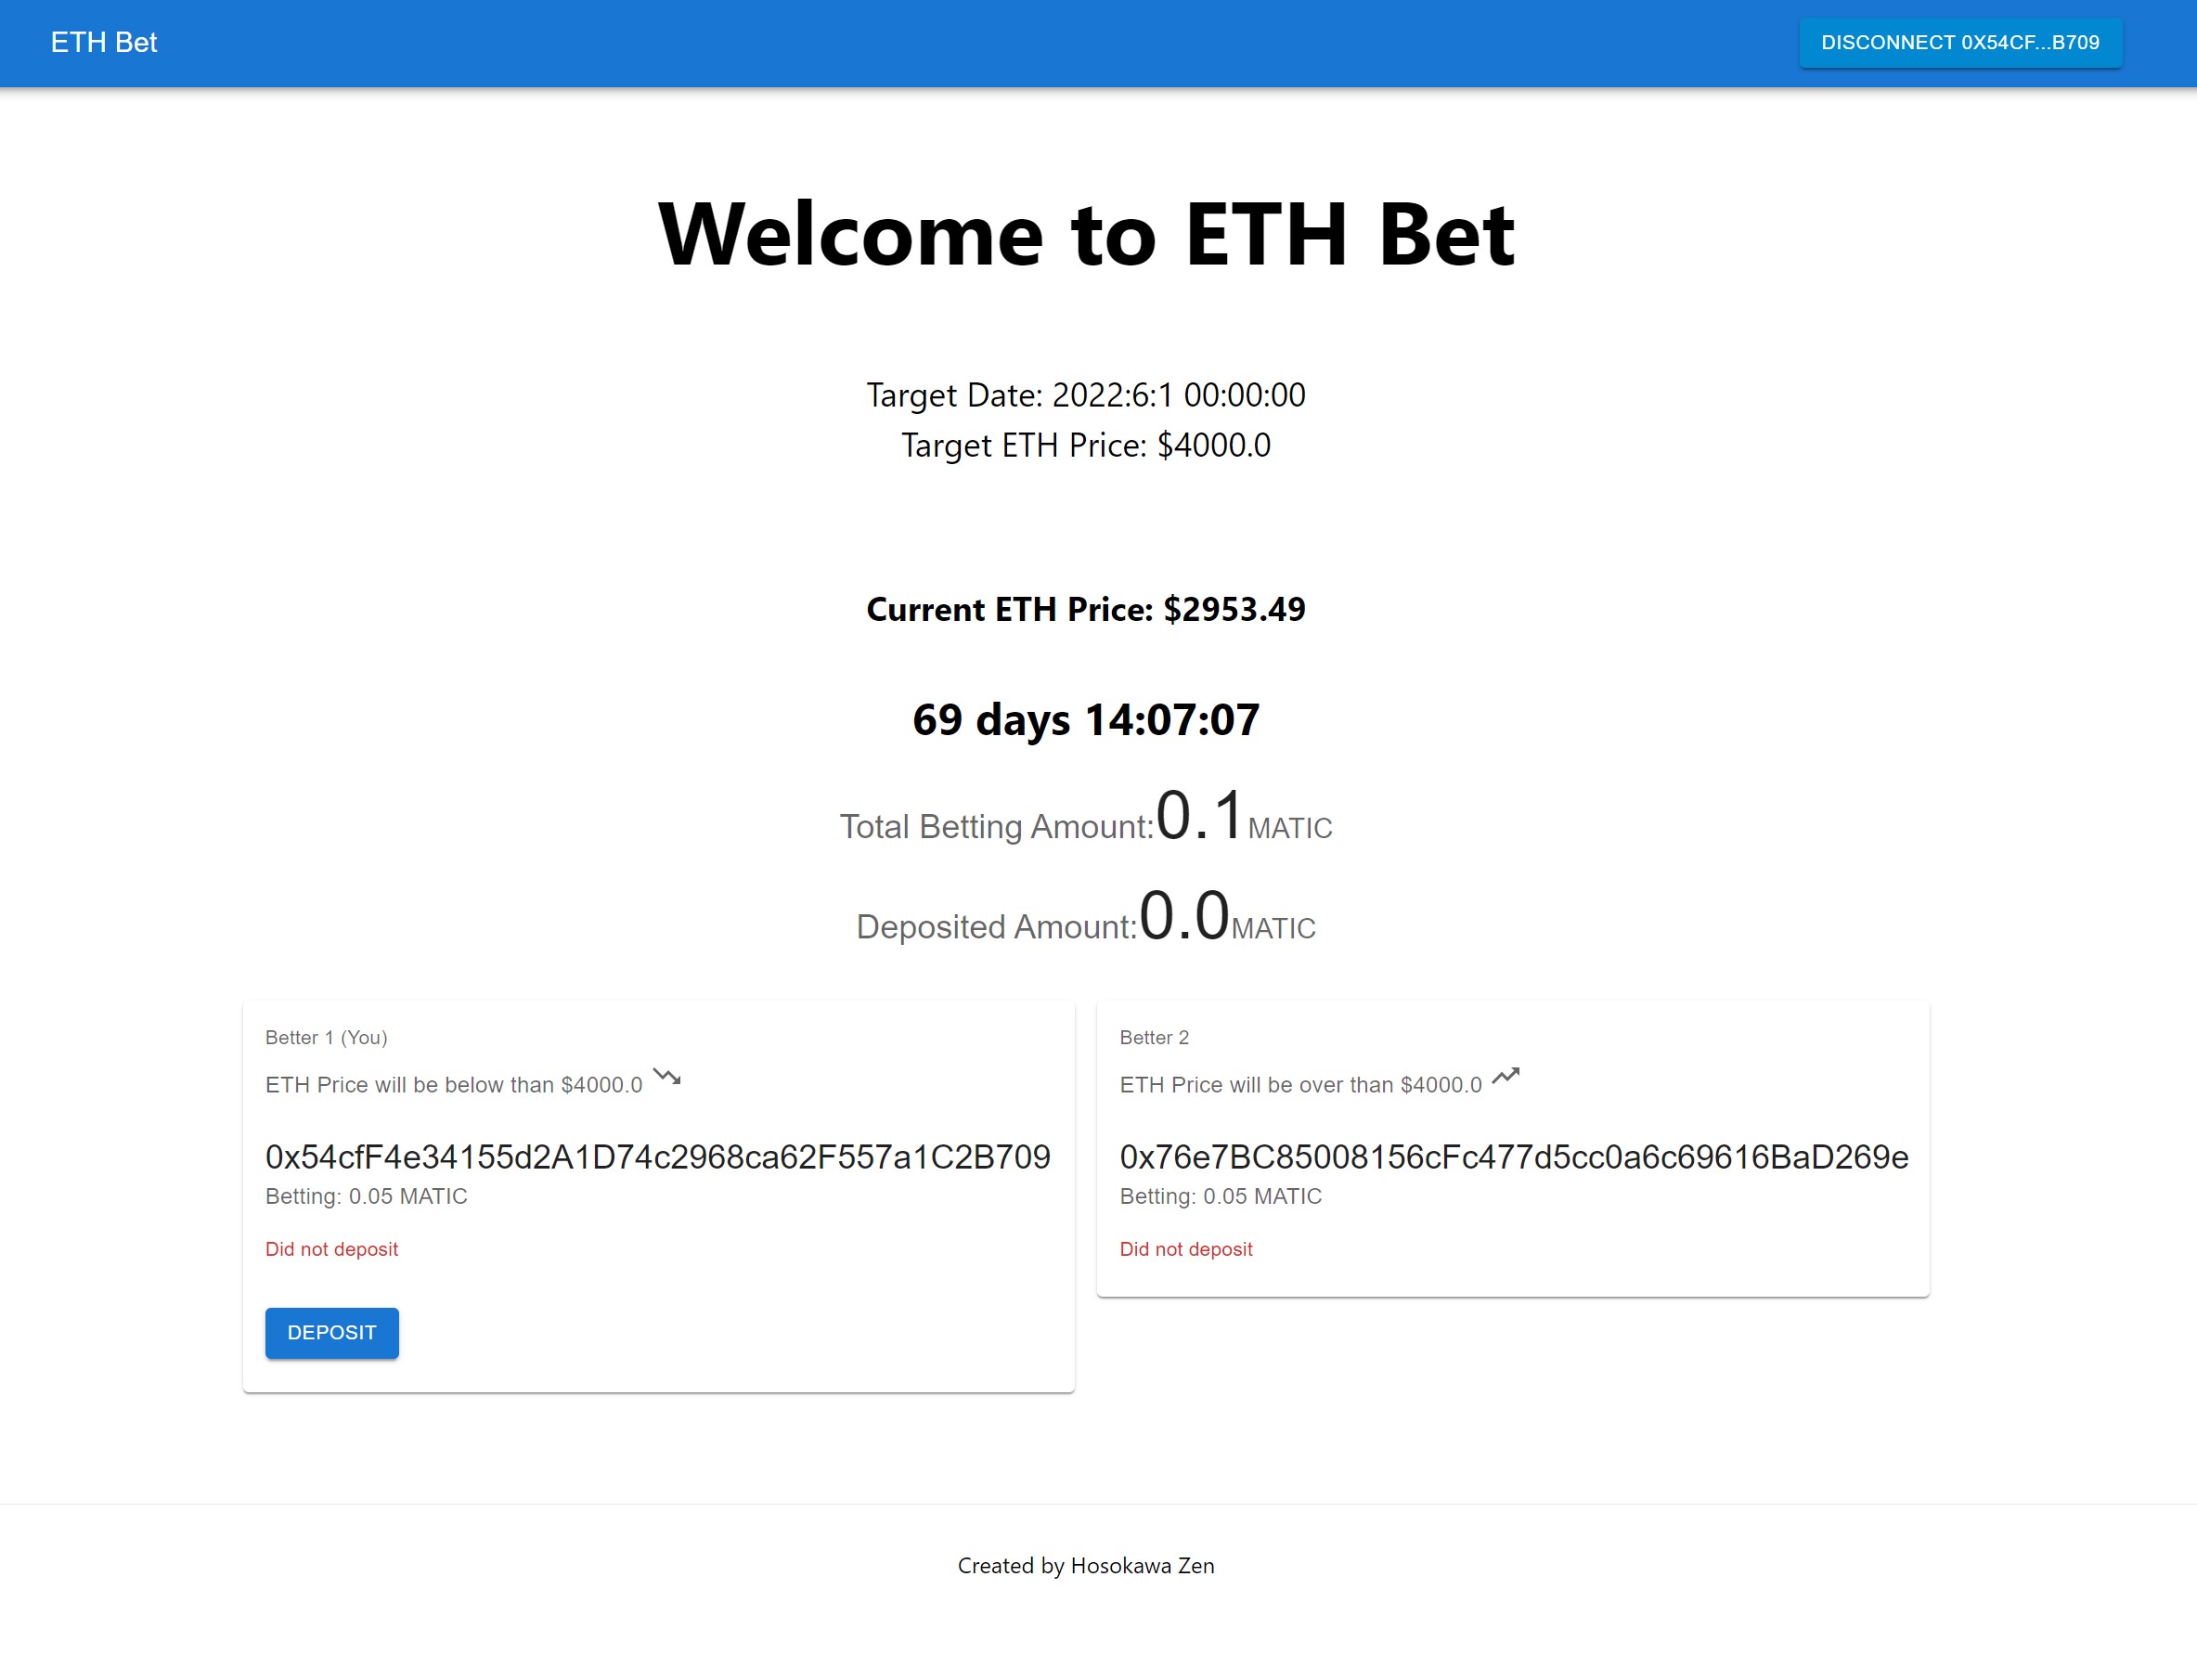 ETH Bet
DISCONNECT 0X54CF...B709
Welcome to ETH Bet
Target Date: 2022:6:1 00:00:00
Target ETH Price: $4000.0
Current ETH Price: $2953.49
69 days 14:07:07
Total Betting Amount:0.1MATIC
Deposited Amount:0.0MATIC
Better 1 (You)
ETH Price will be below than $4000.0
0x54cfF4e34155d2A1D74c2968ca62F557a1C2B709
Betting: 0.05 MATIC
Did not deposit
DEPOSIT
Better 2
ETH Price will be over than $4000.0
0x76e7BC85008156cFc477d5cc0a6c69616BaD269e
Betting: 0.05 MATIC
Did not deposit
Created by Hosokawa Zen